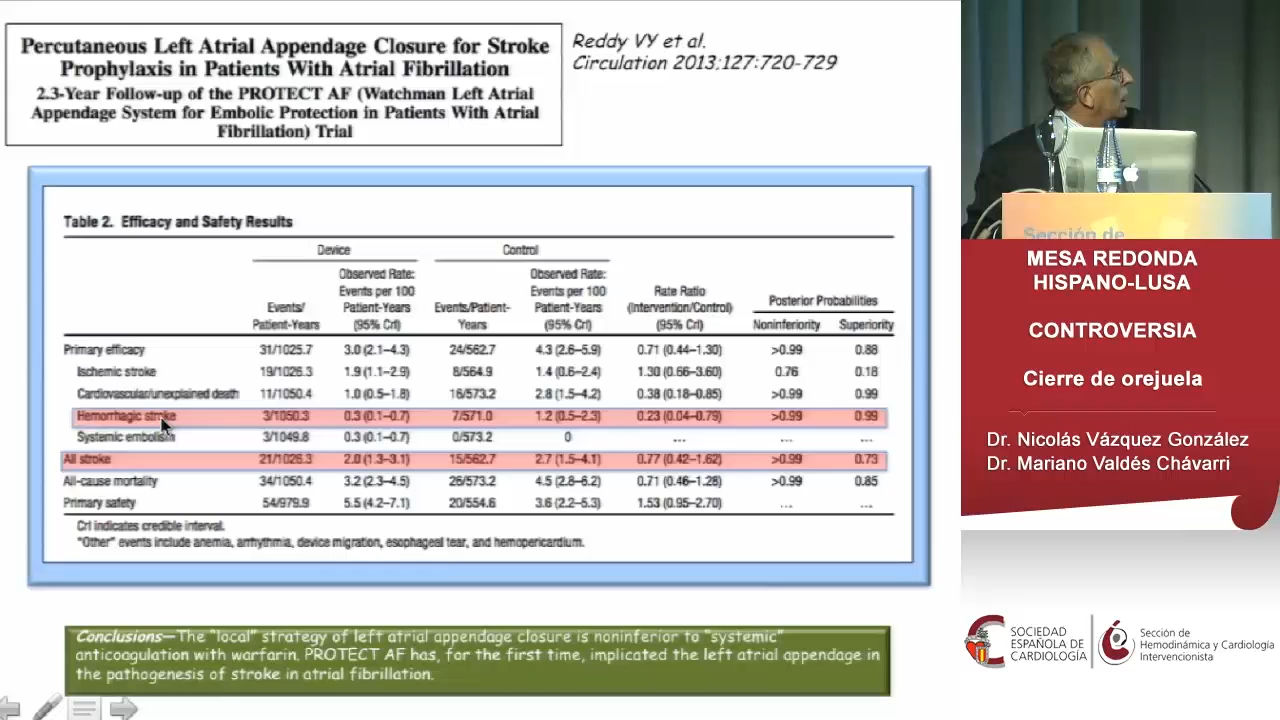 Percutaneous Left Atrial Appendage Closure for Stroke
Prophylaxis in Patients With Atrial Fibrillation
2.3-Year Follow-up of the PROTECT AF (Watchman Left Atrial
Appendage System for Embolic Protection in Patients With Atrial
Fibrillation) Trial
Reddy VY et al.
Circulation 2013;127:720-729
Table 2. Efficacy and Safety Results
Device Control
Observed Rate: Observed Rate:
Events per 100 Events per 100 Rate Ratio Posterior Probabilities
Events/ Patient-Years Events/Patient- Patient-Years (Intervention/Control)
Patient-Years (95% CrI) Years (95% CrI) (95% CrI) Noninferiority Superiority
Primary efficacy 31/1025.7 3.0 (2.1–4.3) 24/562.7 4.3 (2.6–5.9) 0.71 (0.44–1.30) >0.99 0.88
Ischemic stroke 19/1026.3 1.9 (1.1–2.9) 8/564.9 1.4 (0.6–2.4) 1.30 (0.66–3.60) 0.76 0.18
Cardiovascular/unexplained death 11/1050.4 1.0 (0.5–1.8) 16/573.2 2.8 (1.5–4.2) 0.38 (0.18–0.85) >0.99 >0.99
Hemorrhagic stroke 3/1050.3 0.3 (0.1–0.7) 7/571.0 1.2 (0.5–2.3) 0.23 (0.04–0.79) >0.99 0.99
Systemic embolism 3/1049.8 0.3 (0.1–0.7) 0/573.2 0 ... ... ...
All stroke 21/1026.3 2.0 (1.3–3.1) 15/562.7 2.7 (1.5–4.1) 0.77 (0.42–1.62) >0.99 0.73
All-cause mortality 34/1050.4 3.2 (2.3–4.5) 26/573.2 4.5 (2.8–6.2) 0.71 (0.46–1.28) >0.99 0.85
Primary safety 54/979.9 5.5 (4.2–7.1) 20/554.6 3.6 (2.2–5.3) 1.53 (0.95–2.70) ... ...
CrI indicates credible interval.
"Other" events include anemia, arrhythmia, device migration, esophageal tear, and hemopericardium.
Conclusions—The "local" strategy of left atrial appendage closure is noninferior to "systemic"
anticoagulation with warfarin. PROTECT AF has, for the first time, implicated the left atrial appendage in
the pathogenesis of stroke in atrial fibrillation.
Sección de
MESA REDONDA
HISPANO-LUSA
CONTROVERSIA
Cierre de orejuela
Dr. Nicolás Vázquez González
Dr. Mariano Valdés Chávarri
SOCIEDAD
ESPAÑOLA DE
CARDIOLOGÍA
Sección de
Hemodinámica y Cardiología
Intervencionista